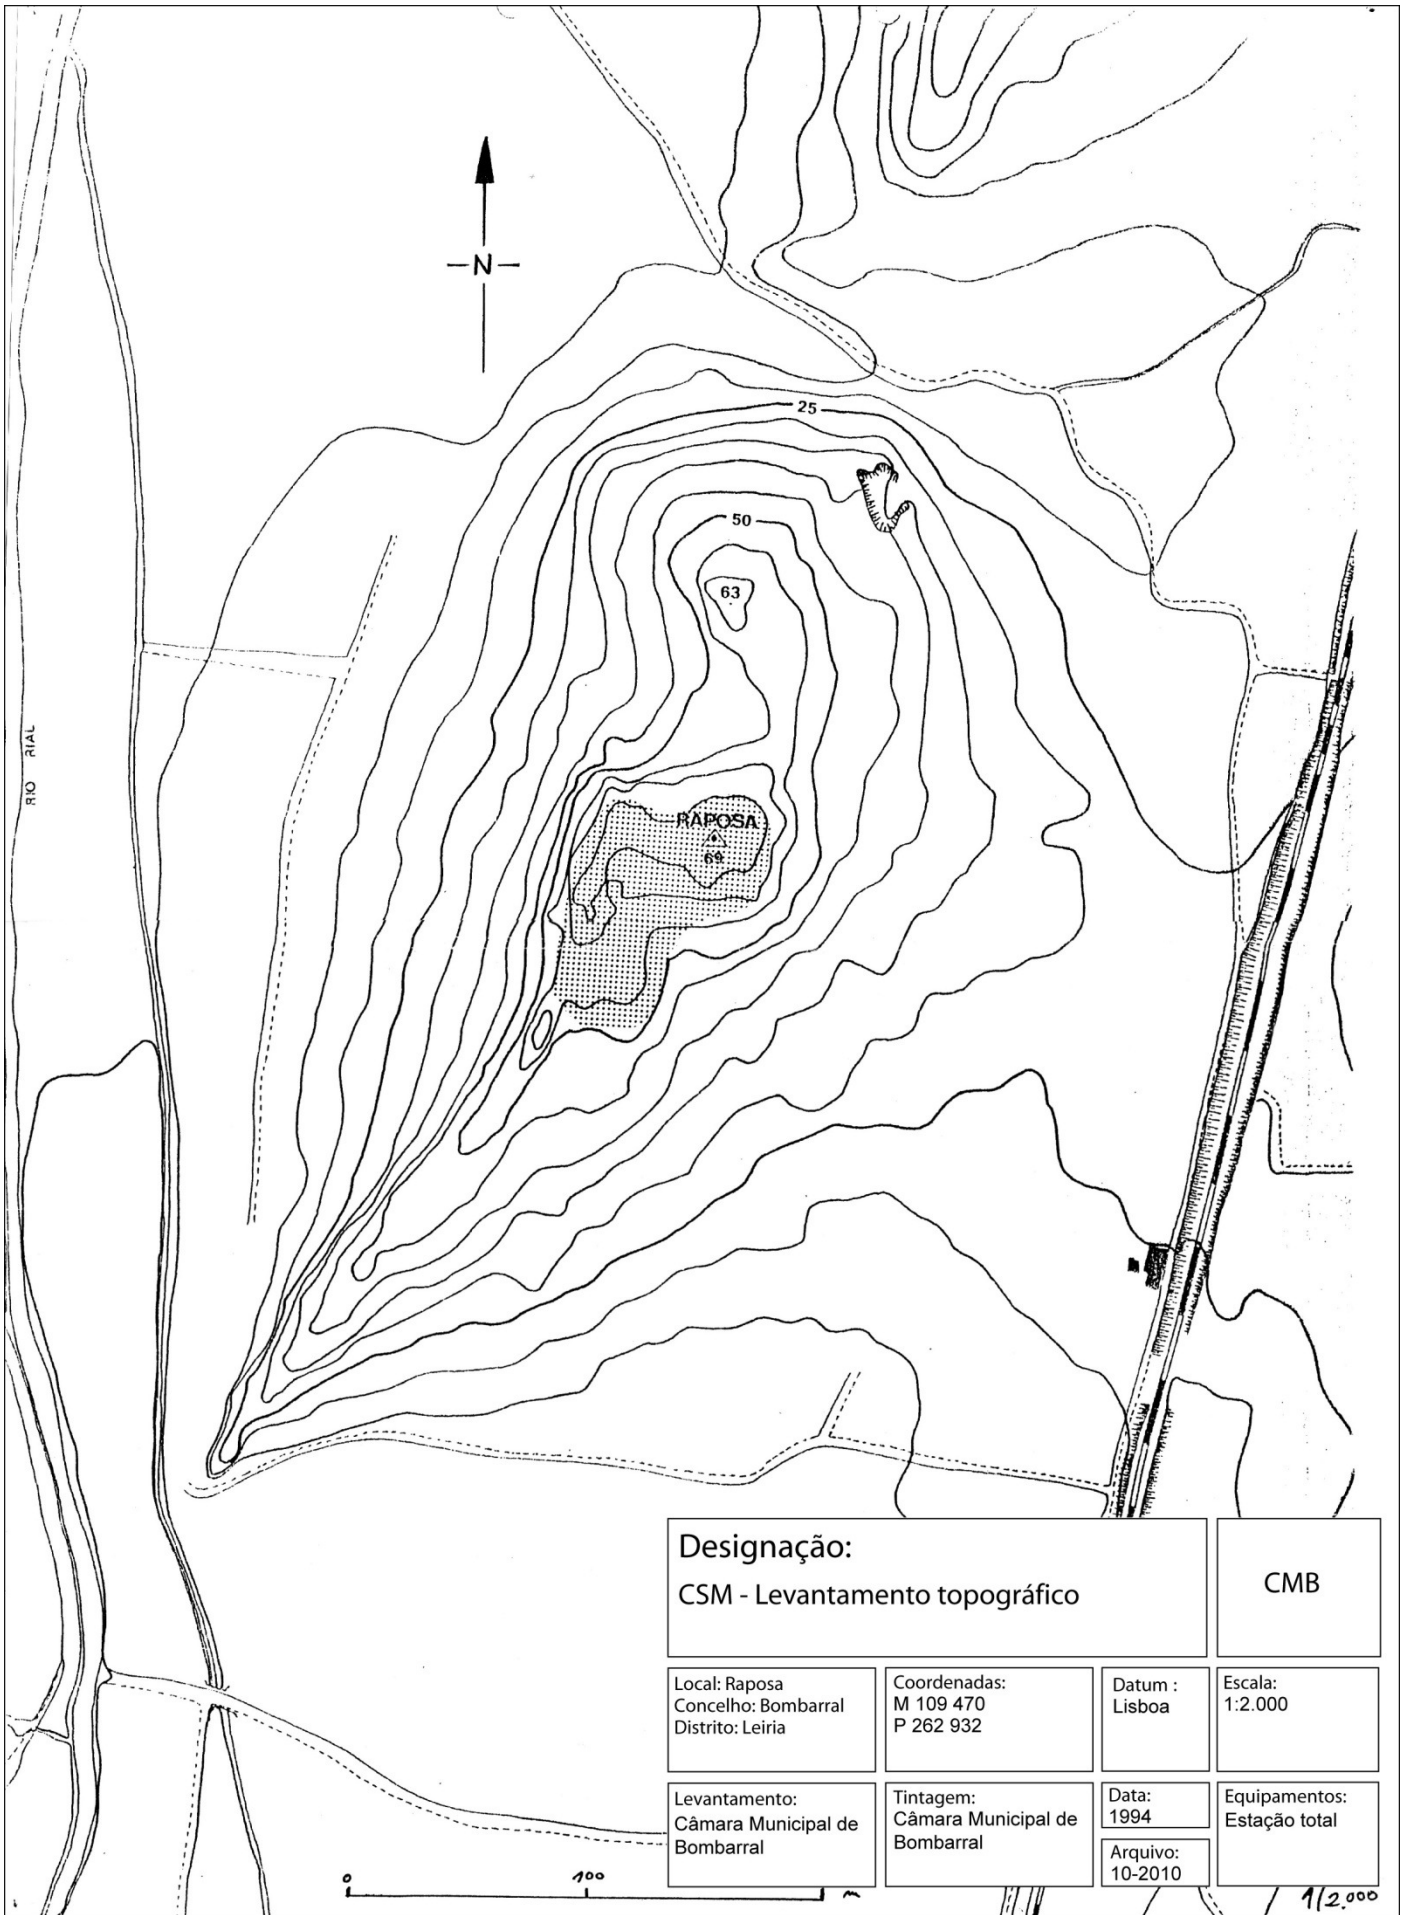 N
25
50
63
RAPOSA
69
RIO RIAL
Designação:
CSM - Levantamento topográfico
CMB
Local: Raposa
Concelho: Bombarral
Distrito: Leiria
Coordenadas:
M 109 470
P 262 932
Datum :
Lisboa
Escala:
1:2.000
Levantamento:
Câmara Municipal de
Bombarral
Tintagem:
Câmara Municipal de
Bombarral
Data:
1994
Arquivo:
10-2010
Equipamentos:
Estação total
0 100 m
1/2.000